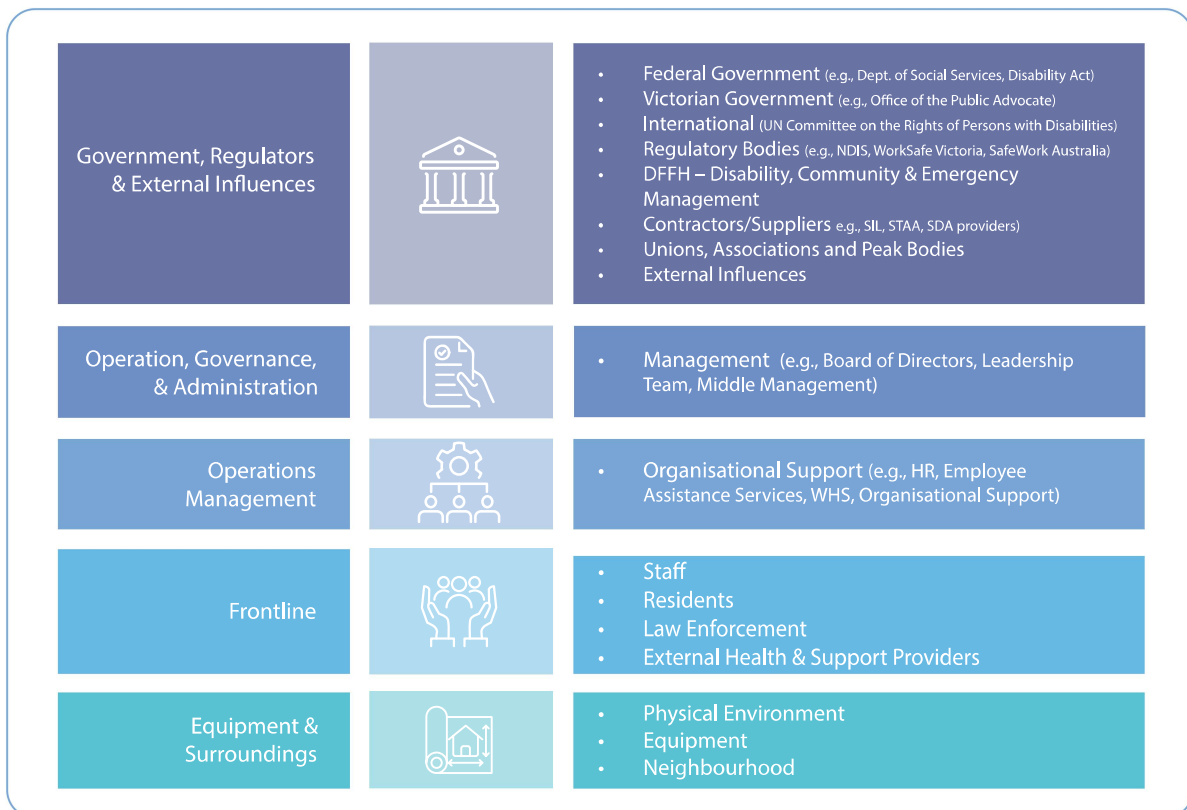 Government, Regulators
& External Influences
• Federal Government (e.g., Dept. of Social Services, Disability Act)
• Victorian Government (e.g., Office of the Public Advocate)
• International (UN Committee on the Rights of Persons with Disabilities)
• Regulatory Bodies (e.g., NDIS, WorkSafe Victoria, SafeWork Australia)
• DFFH – Disability, Community & Emergency
Management
• Contractors/Suppliers e.g., SIL, STAA, SDA providers)
• Unions, Associations and Peak Bodies
• External Influences
Operation, Governance,
& Administration
• Management (e.g., Board of Directors, Leadership
Team, Middle Management)
Operations
Management
• Organisational Support (e.g., HR, Employee
Assistance Services, WHS, Organisational Support)
Frontline
• Staff
• Residents
• Law Enforcement
• External Health & Support Providers
Equipment &
Surroundings
• Physical Environment
• Equipment
• Neighbourhood